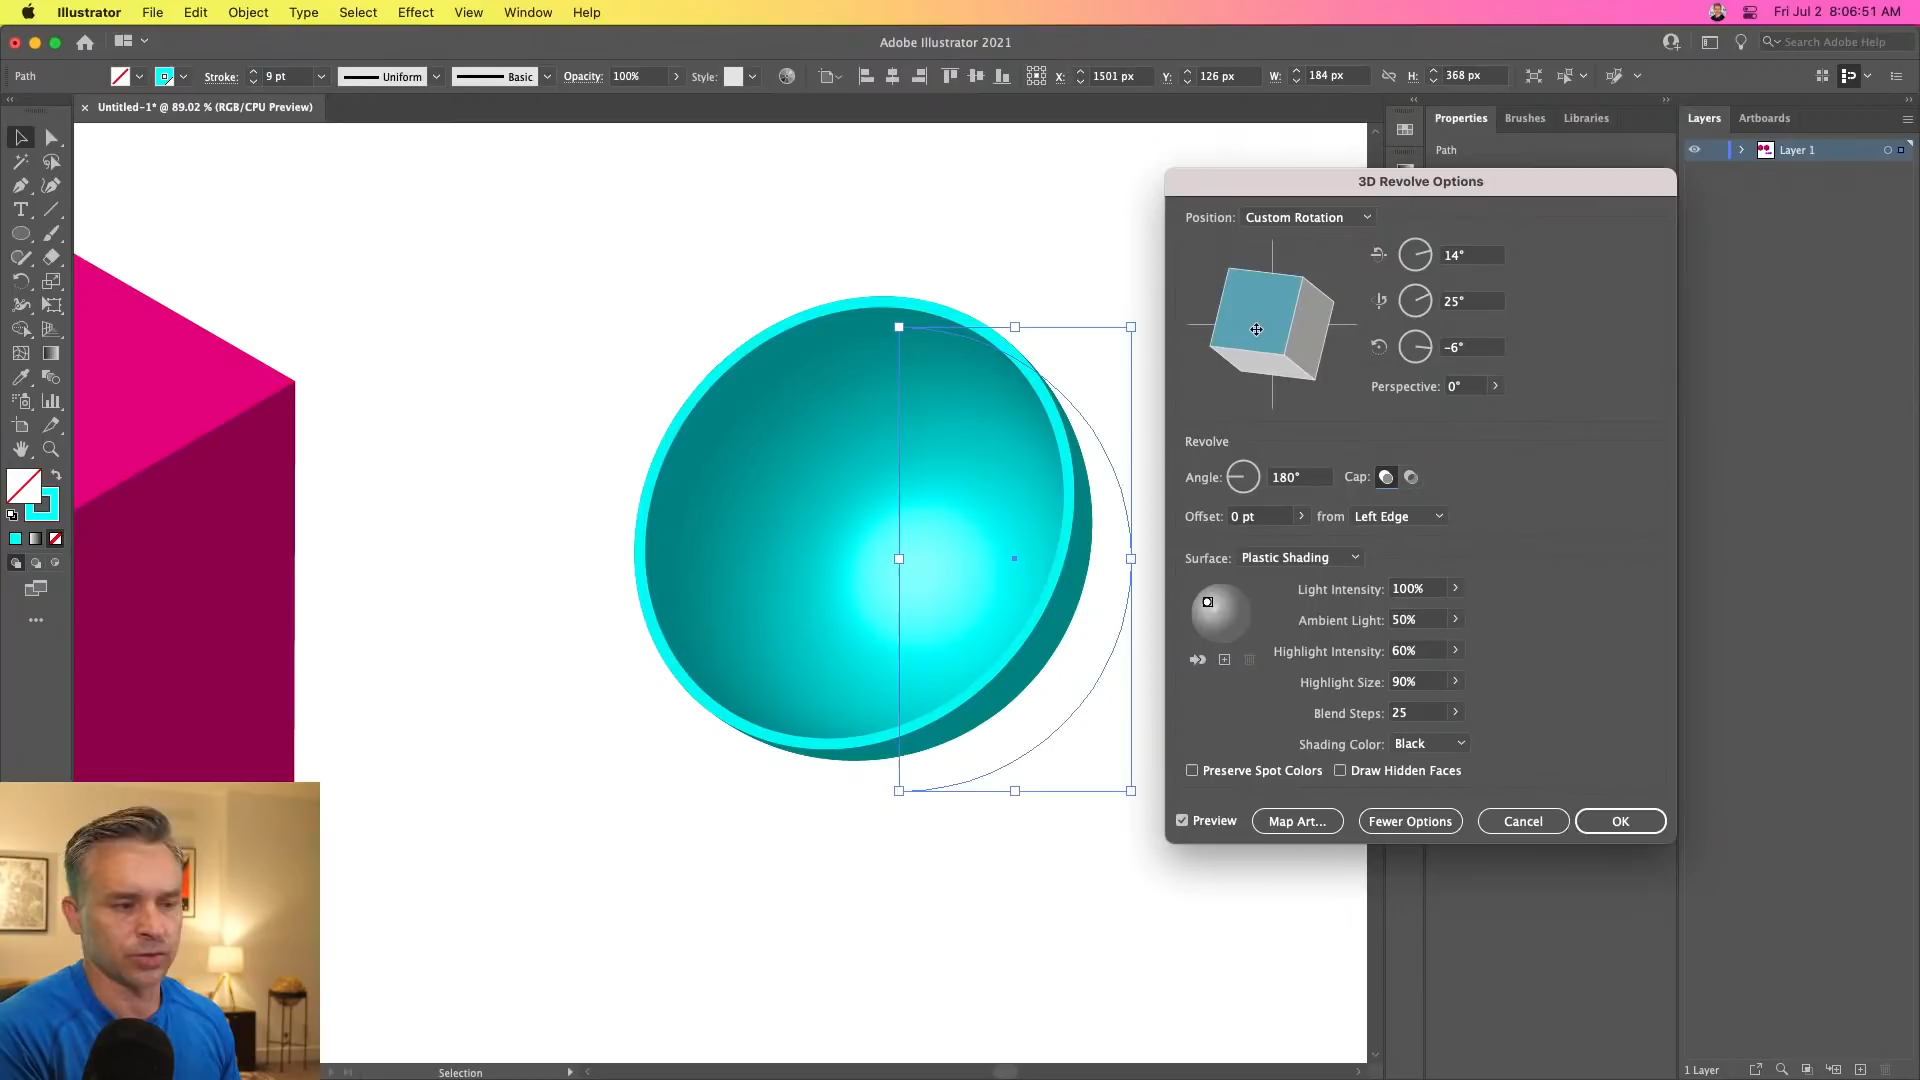 Illustrator File Edit Object Type Select Effect View Window Help Fri Jul 2 8:06:51 AM
Adobe Illustrator 2021 Search Adobe Help
Path Stroke: 9 pt Uniform Basic Opacity: 100% Style: X: 1501 px Y: 126 px W: 184 px H: 368 px
× Untitled-1* @ 89.02 % (RGB/CPU Preview)
Properties Brushes Libraries Layers Artboards
Path Layer 1
3D Revolve Options
Position: Custom Rotation
14°
25°
-6°
Perspective: 0°
Revolve
Angle: 180° Cap:
Offset: 0 pt from Left Edge
Surface: Plastic Shading
Light Intensity: 100%
Ambient Light: 50%
Highlight Intensity: 60%
Highlight Size: 90%
Blend Steps: 25
Shading Color: Black
Preserve Spot Colors Draw Hidden Faces
Preview Map Art... Fewer Options Cancel OK
Selection 1 Layer